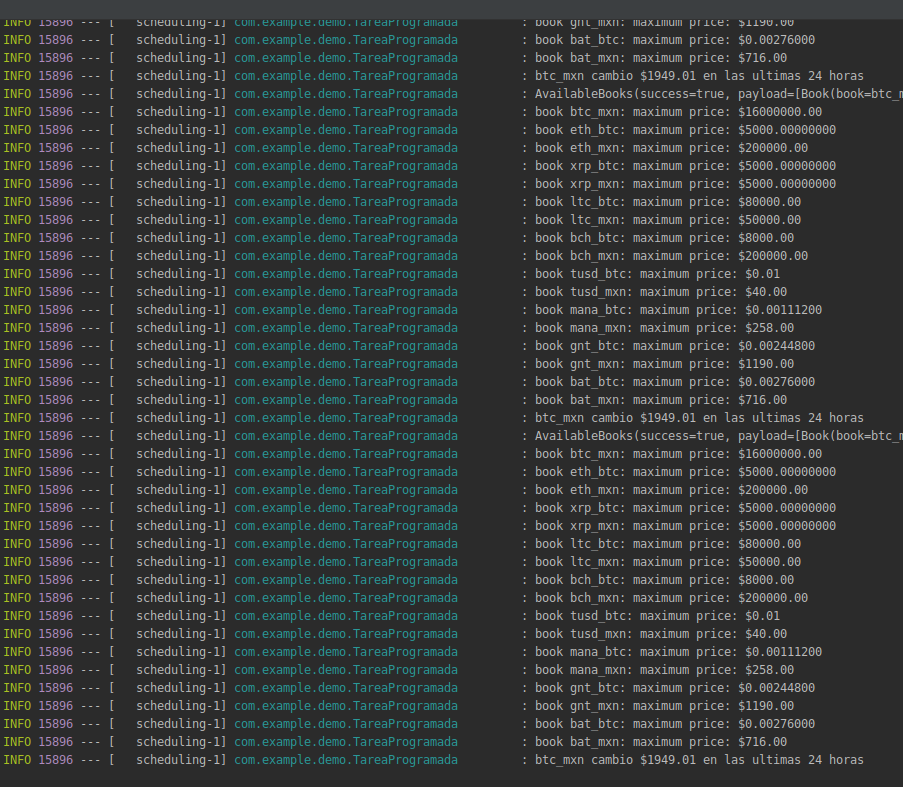 INFO 15896 --- [   scheduling-1] com.example.demo.TareaProgramada         : book gnt_mxn: maximum price: $1190.00
INFO 15896 --- [   scheduling-1] com.example.demo.TareaProgramada         : book bat_btc: maximum price: $0.00276000
INFO 15896 --- [   scheduling-1] com.example.demo.TareaProgramada         : book bat_mxn: maximum price: $716.00
INFO 15896 --- [   scheduling-1] com.example.demo.TareaProgramada         : btc_mxn cambio $1949.01 en las ultimas 24 horas
INFO 15896 --- [   scheduling-1] com.example.demo.TareaProgramada         : AvailableBooks(success=true, payload=[Book(book=btc_m
INFO 15896 --- [   scheduling-1] com.example.demo.TareaProgramada         : book btc_mxn: maximum price: $16000000.00
INFO 15896 --- [   scheduling-1] com.example.demo.TareaProgramada         : book eth_btc: maximum price: $5000.00000000
INFO 15896 --- [   scheduling-1] com.example.demo.TareaProgramada         : book eth_mxn: maximum price: $200000.00
INFO 15896 --- [   scheduling-1] com.example.demo.TareaProgramada         : book xrp_btc: maximum price: $5000.00000000
INFO 15896 --- [   scheduling-1] com.example.demo.TareaProgramada         : book xrp_mxn: maximum price: $5000.00000000
INFO 15896 --- [   scheduling-1] com.example.demo.TareaProgramada         : book ltc_btc: maximum price: $80000.00
INFO 15896 --- [   scheduling-1] com.example.demo.TareaProgramada         : book ltc_mxn: maximum price: $50000.00
INFO 15896 --- [   scheduling-1] com.example.demo.TareaProgramada         : book bch_btc: maximum price: $8000.00
INFO 15896 --- [   scheduling-1] com.example.demo.TareaProgramada         : book bch_mxn: maximum price: $200000.00
INFO 15896 --- [   scheduling-1] com.example.demo.TareaProgramada         : book tusd_btc: maximum price: $0.01
INFO 15896 --- [   scheduling-1] com.example.demo.TareaProgramada         : book tusd_mxn: maximum price: $40.00
INFO 15896 --- [   scheduling-1] com.example.demo.TareaProgramada         : book mana_btc: maximum price: $0.00111200
INFO 15896 --- [   scheduling-1] com.example.demo.TareaProgramada         : book mana_mxn: maximum price: $258.00
INFO 15896 --- [   scheduling-1] com.example.demo.TareaProgramada         : book gnt_btc: maximum price: $0.00244800
INFO 15896 --- [   scheduling-1] com.example.demo.TareaProgramada         : book gnt_mxn: maximum price: $1190.00
INFO 15896 --- [   scheduling-1] com.example.demo.TareaProgramada         : book bat_btc: maximum price: $0.00276000
INFO 15896 --- [   scheduling-1] com.example.demo.TareaProgramada         : book bat_mxn: maximum price: $716.00
INFO 15896 --- [   scheduling-1] com.example.demo.TareaProgramada         : btc_mxn cambio $1949.01 en las ultimas 24 horas
INFO 15896 --- [   scheduling-1] com.example.demo.TareaProgramada         : AvailableBooks(success=true, payload=[Book(book=btc_m
INFO 15896 --- [   scheduling-1] com.example.demo.TareaProgramada         : book btc_mxn: maximum price: $16000000.00
INFO 15896 --- [   scheduling-1] com.example.demo.TareaProgramada         : book eth_btc: maximum price: $5000.00000000
INFO 15896 --- [   scheduling-1] com.example.demo.TareaProgramada         : book eth_mxn: maximum price: $200000.00
INFO 15896 --- [   scheduling-1] com.example.demo.TareaProgramada         : book xrp_btc: maximum price: $5000.00000000
INFO 15896 --- [   scheduling-1] com.example.demo.TareaProgramada         : book xrp_mxn: maximum price: $5000.00000000
INFO 15896 --- [   scheduling-1] com.example.demo.TareaProgramada         : book ltc_btc: maximum price: $80000.00
INFO 15896 --- [   scheduling-1] com.example.demo.TareaProgramada         : book ltc_mxn: maximum price: $50000.00
INFO 15896 --- [   scheduling-1] com.example.demo.TareaProgramada         : book bch_btc: maximum price: $8000.00
INFO 15896 --- [   scheduling-1] com.example.demo.TareaProgramada         : book bch_mxn: maximum price: $200000.00
INFO 15896 --- [   scheduling-1] com.example.demo.TareaProgramada         : book tusd_btc: maximum price: $0.01
INFO 15896 --- [   scheduling-1] com.example.demo.TareaProgramada         : book tusd_mxn: maximum price: $40.00
INFO 15896 --- [   scheduling-1] com.example.demo.TareaProgramada         : book mana_btc: maximum price: $0.00111200
INFO 15896 --- [   scheduling-1] com.example.demo.TareaProgramada         : book mana_mxn: maximum price: $258.00
INFO 15896 --- [   scheduling-1] com.example.demo.TareaProgramada         : book gnt_btc: maximum price: $0.00244800
INFO 15896 --- [   scheduling-1] com.example.demo.TareaProgramada         : book gnt_mxn: maximum price: $1190.00
INFO 15896 --- [   scheduling-1] com.example.demo.TareaProgramada         : book bat_btc: maximum price: $0.00276000
INFO 15896 --- [   scheduling-1] com.example.demo.TareaProgramada         : book bat_mxn: maximum price: $716.00
INFO 15896 --- [   scheduling-1] com.example.demo.TareaProgramada         : btc_mxn cambio $1949.01 en las ultimas 24 horas